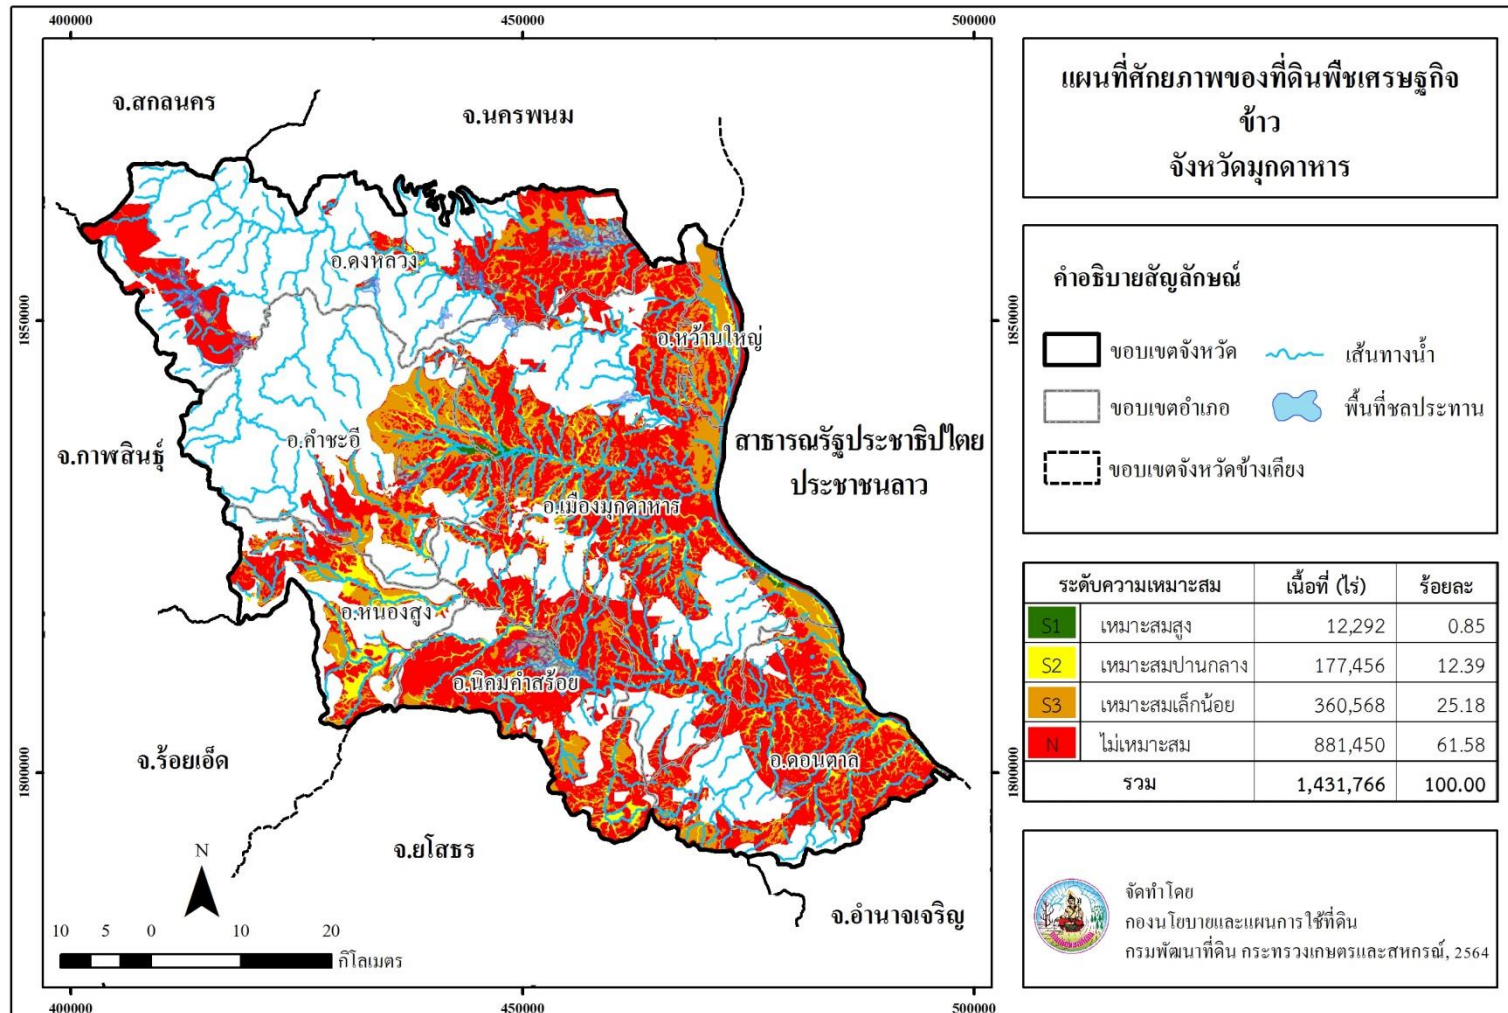 400000
450000
500000
แผนที่ศักยภาพของที่ดินพืชเศรษฐกิจ
ข้าว
จังหวัดมุกดาหาร
จ.สกลนคร
จ.นครพนม
อ.ดงหลวง
อ.หว้านใหญ่
อ.คำชะอี
จ.กาฬสินธุ์
สาธารณรัฐประชาธิปไตย
ประชาชนลาว
อ.เมืองมุกดาหาร
อ.หนองสูง
อ.นิคมคำสร้อย
อ.ดอนตาล
จ.ร้อยเอ็ด
จ.ยโสธร
จ.อำนาจเจริญ
1850000
1850000
1800000
1800000
N
10 5 0 10 20
กิโลเมตร
400000
450000
500000
คำอธิบายสัญลักษณ์
ขอบเขตจังหวัด เส้นทางน้ำ
ขอบเขตอำเภอ พื้นที่ชลประทาน
ขอบเขตจังหวัดข้างเคียง
ระดับความเหมาะสม เนื้อที่ (ไร่) ร้อยละ
S1 เหมาะสมสูง 12,292 0.85
S2 เหมาะสมปานกลาง 177,456 12.39
S3 เหมาะสมเล็กน้อย 360,568 25.18
N ไม่เหมาะสม 881,450 61.58
รวม 1,431,766 100.00
จัดทำโดย
กองนโยบายและแผนการใช้ที่ดิน
กรมพัฒนาที่ดิน กระทรวงเกษตรและสหกรณ์, 2564